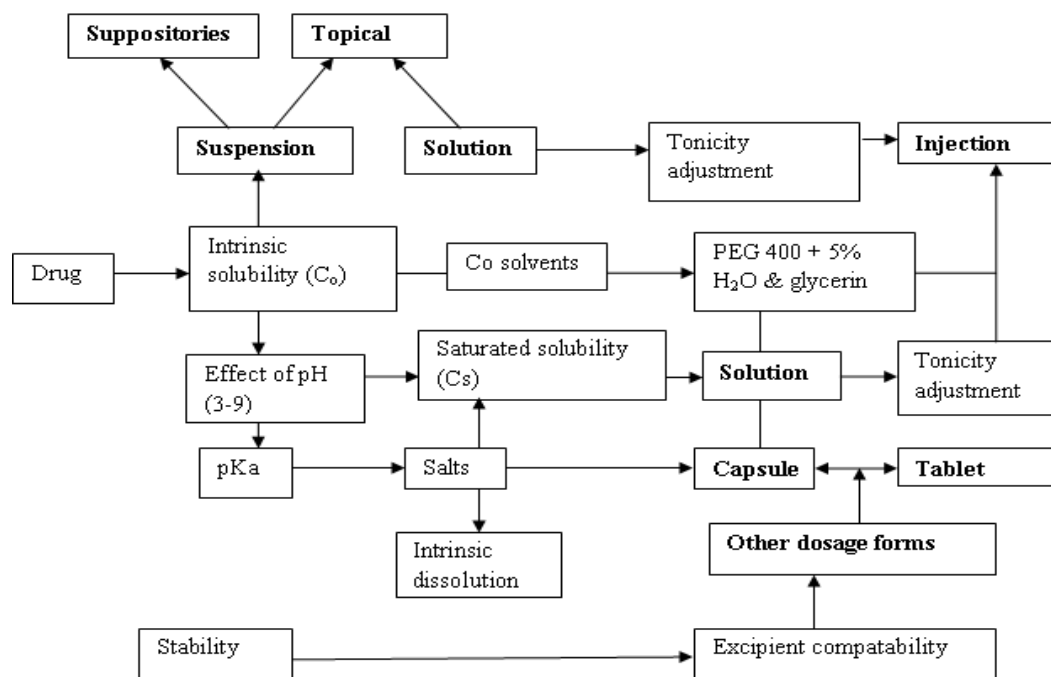 Suppositories
Topical
Suspension
Solution
Tonicity
adjustment
Injection
Drug
Intrinsic
solubility (Cₒ)
Co solvents
PEG 400 + 5%
H₂O & glycerin
Effect of pH
(3-9)
Saturated solubility
(Cs)
Solution
Tonicity
adjustment
pKa
Salts
Capsule
Tablet
Intrinsic
dissolution
Other dosage forms
Stability
Excipient compatability